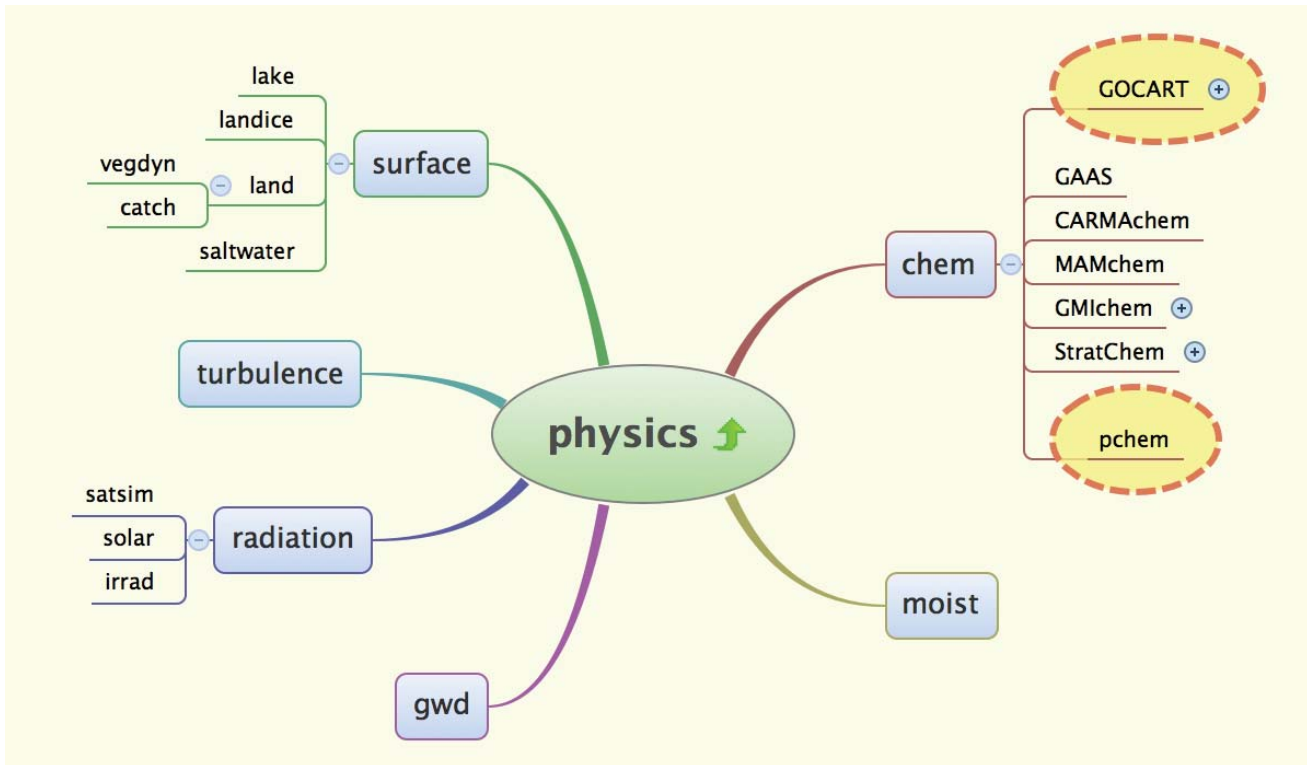 lake
landice
vegdyn
land
catch
saltwater
surface
turbulence
satsim
solar
irrad
radiation
gwd
physics
chem
GOCART
GAAS
CARMAchem
MAMchem
GMIchem
StratChem
pchem
moist